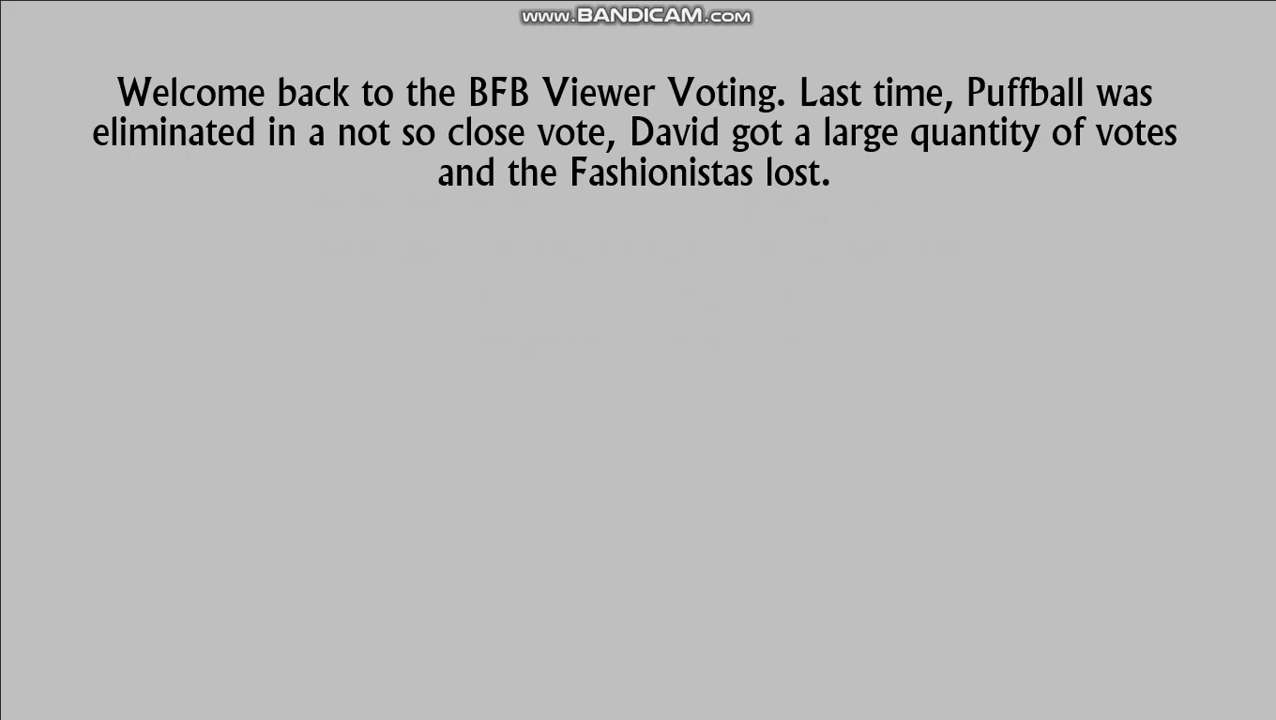 www.BANDICAM.com
Welcome back to the BFB Viewer Voting. Last time, Puffball was
eliminated in a not so close vote, David got a large quantity of votes
and the Fashionistas lost.